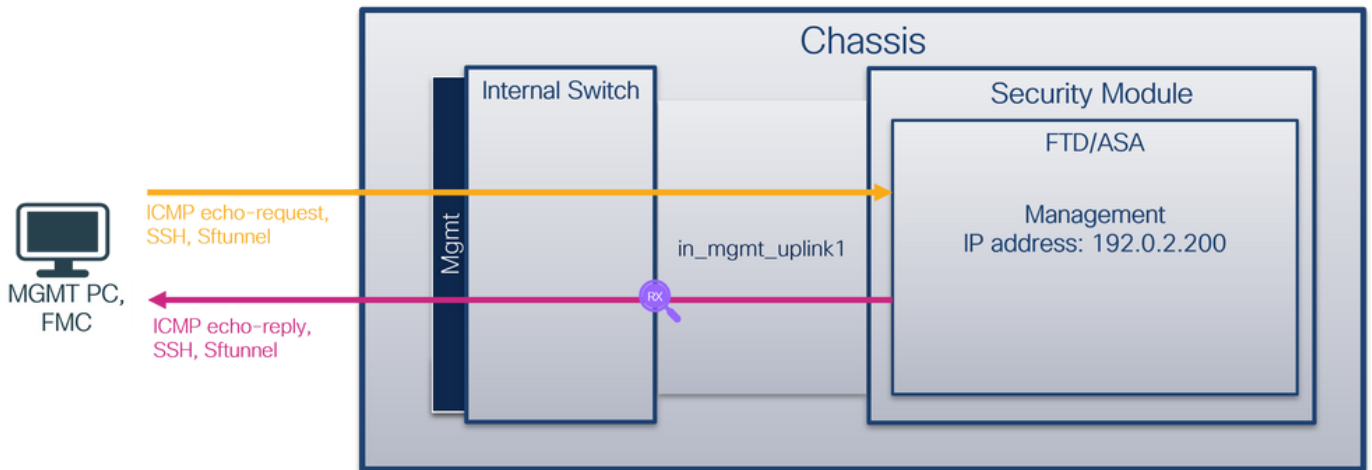 Chassis
Internal Switch
Security Module
FTD/ASA
Management
IP address: 192.0.2.200
Mgmt
in_mgmt_uplink1
ICMP echo-request,
SSH, Sftunnel
MGMT PC,
FMC
RX
ICMP echo-reply,
SSH, Sftunnel